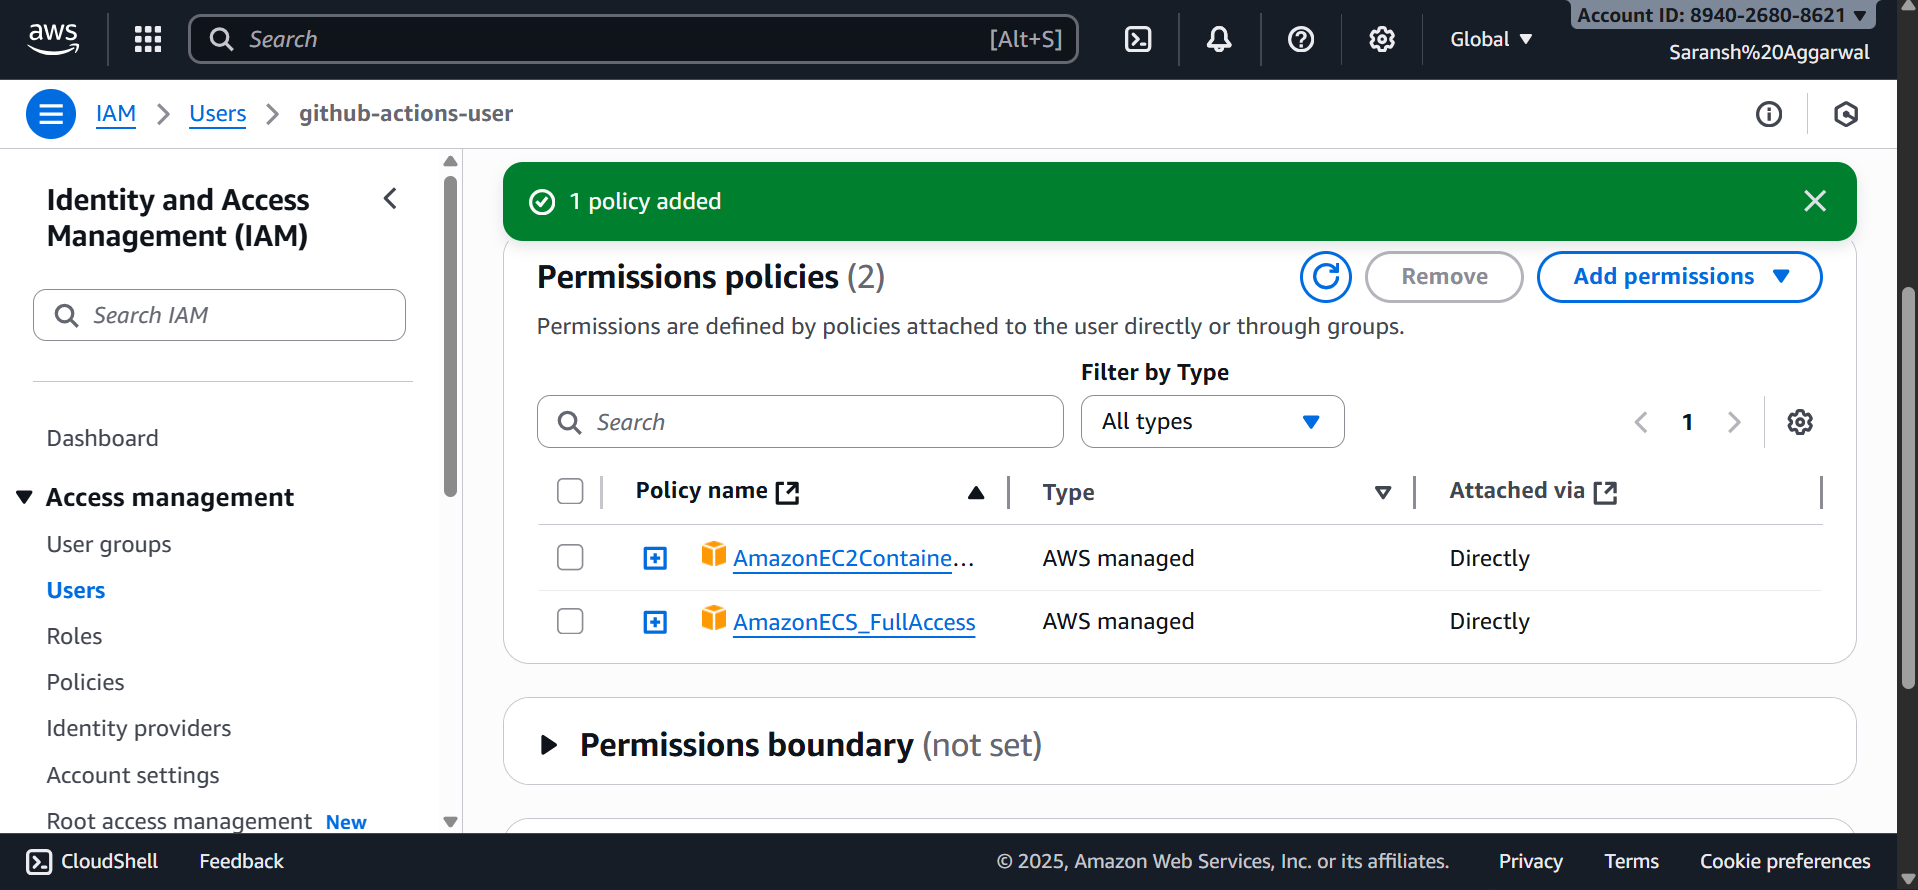 aws
Search [Alt+S]
Global
Account ID: 8940-2680-8621
Saransh%20Aggarwal
IAM Users github-actions-user
Identity and Access
Management (IAM)
Search IAM
Dashboard
Access management
User groups
Users
Roles
Policies
Identity providers
Account settings
Root access management New
1 policy added
Permissions policies (2)
Remove
Add permissions
Permissions are defined by policies attached to the user directly or through groups.
Filter by Type
Search
All types
1
Policy name Type Attached via
AmazonEC2Containe... AWS managed Directly
AmazonECS_FullAccess AWS managed Directly
Permissions boundary (not set)
CloudShell Feedback © 2025, Amazon Web Services, Inc. or its affiliates. Privacy Terms Cookie preferences